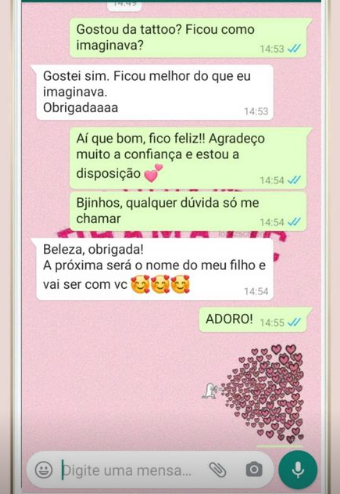 14:49
Gostou da tattoo? Ficou como
imaginava?
14:53
Gostei sim. Ficou melhor do que eu
imaginava.
Obrigadaaaa
14:53
Aí que bom, fico feliz!! Agradeço
muito a confiança e estou a
disposição 💕
14:54
Bjinhos, qualquer dúvida só me
chamar
14:54
Beleza, obrigada!
A próxima será o nome do meu filho e
vai ser com vc 🥰🥰🥰
14:54
ADORO! 14:55
Digite uma mensa...